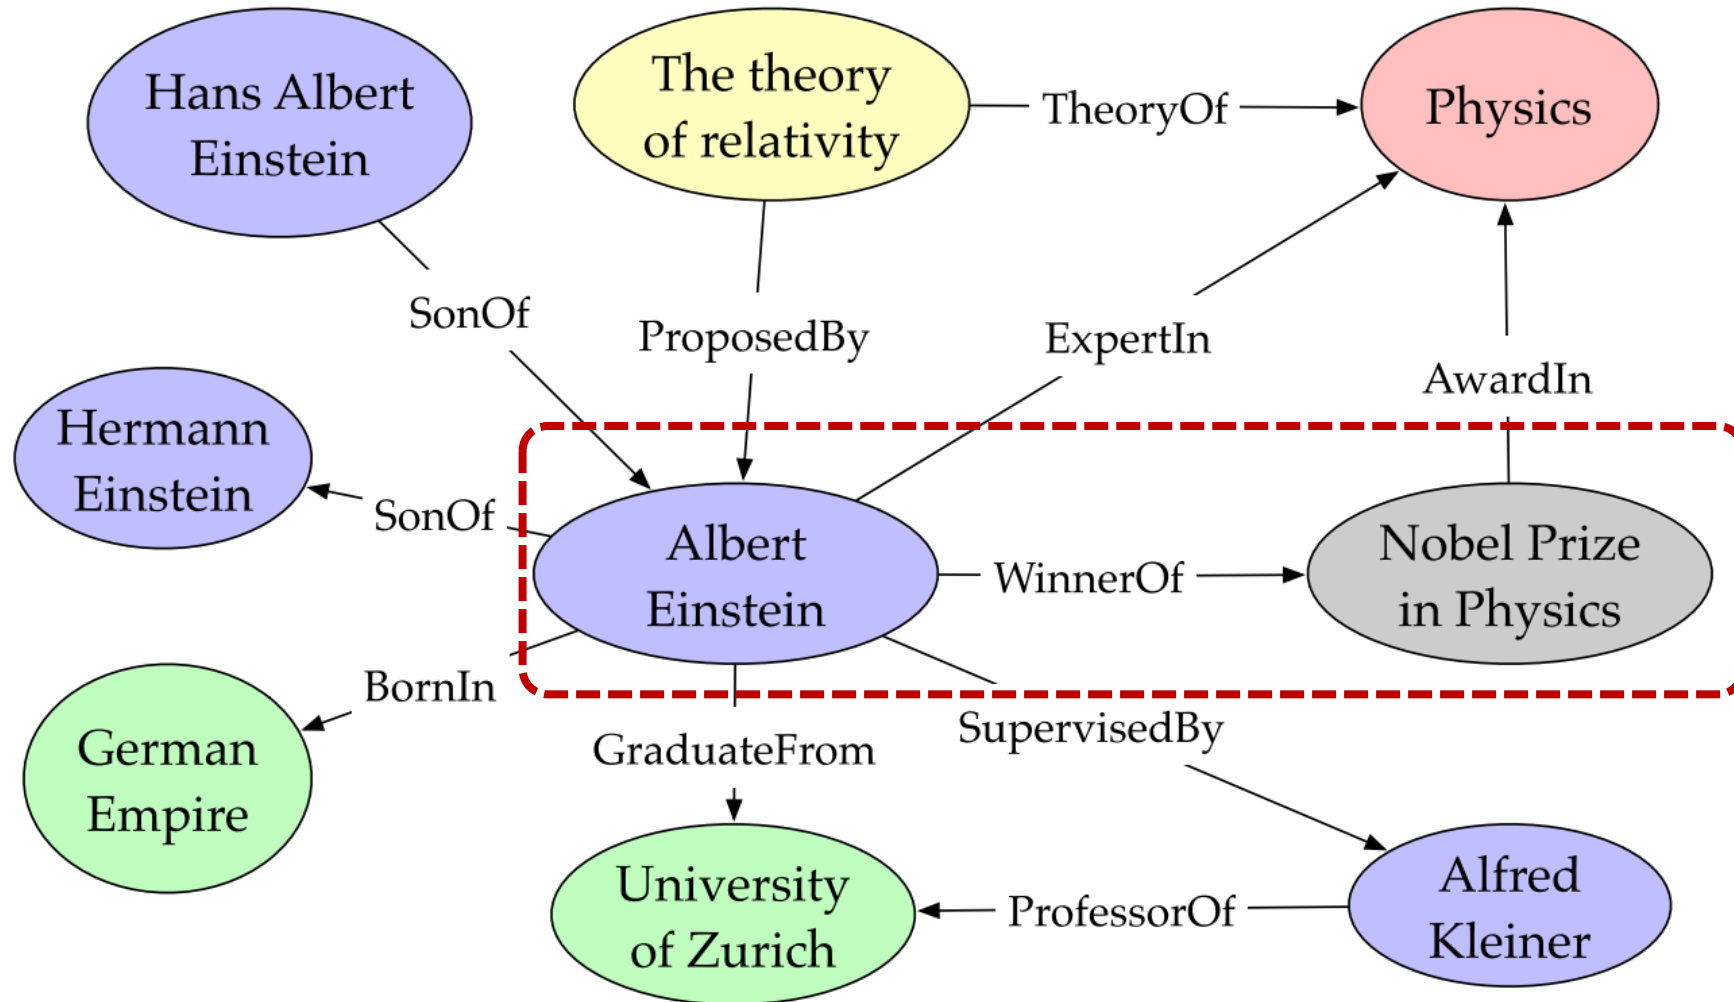 Hans Albert
Einstein
The theory
of relativity
TheoryOf
Physics
SonOf
ProposedBy
ExpertIn
AwardIn
Hermann
Einstein
SonOf
Albert
Einstein
WinnerOf
Nobel Prize
in Physics
BornIn
German
Empire
GraduateFrom
SupervisedBy
University
of Zurich
ProfessorOf
Alfred
Kleiner